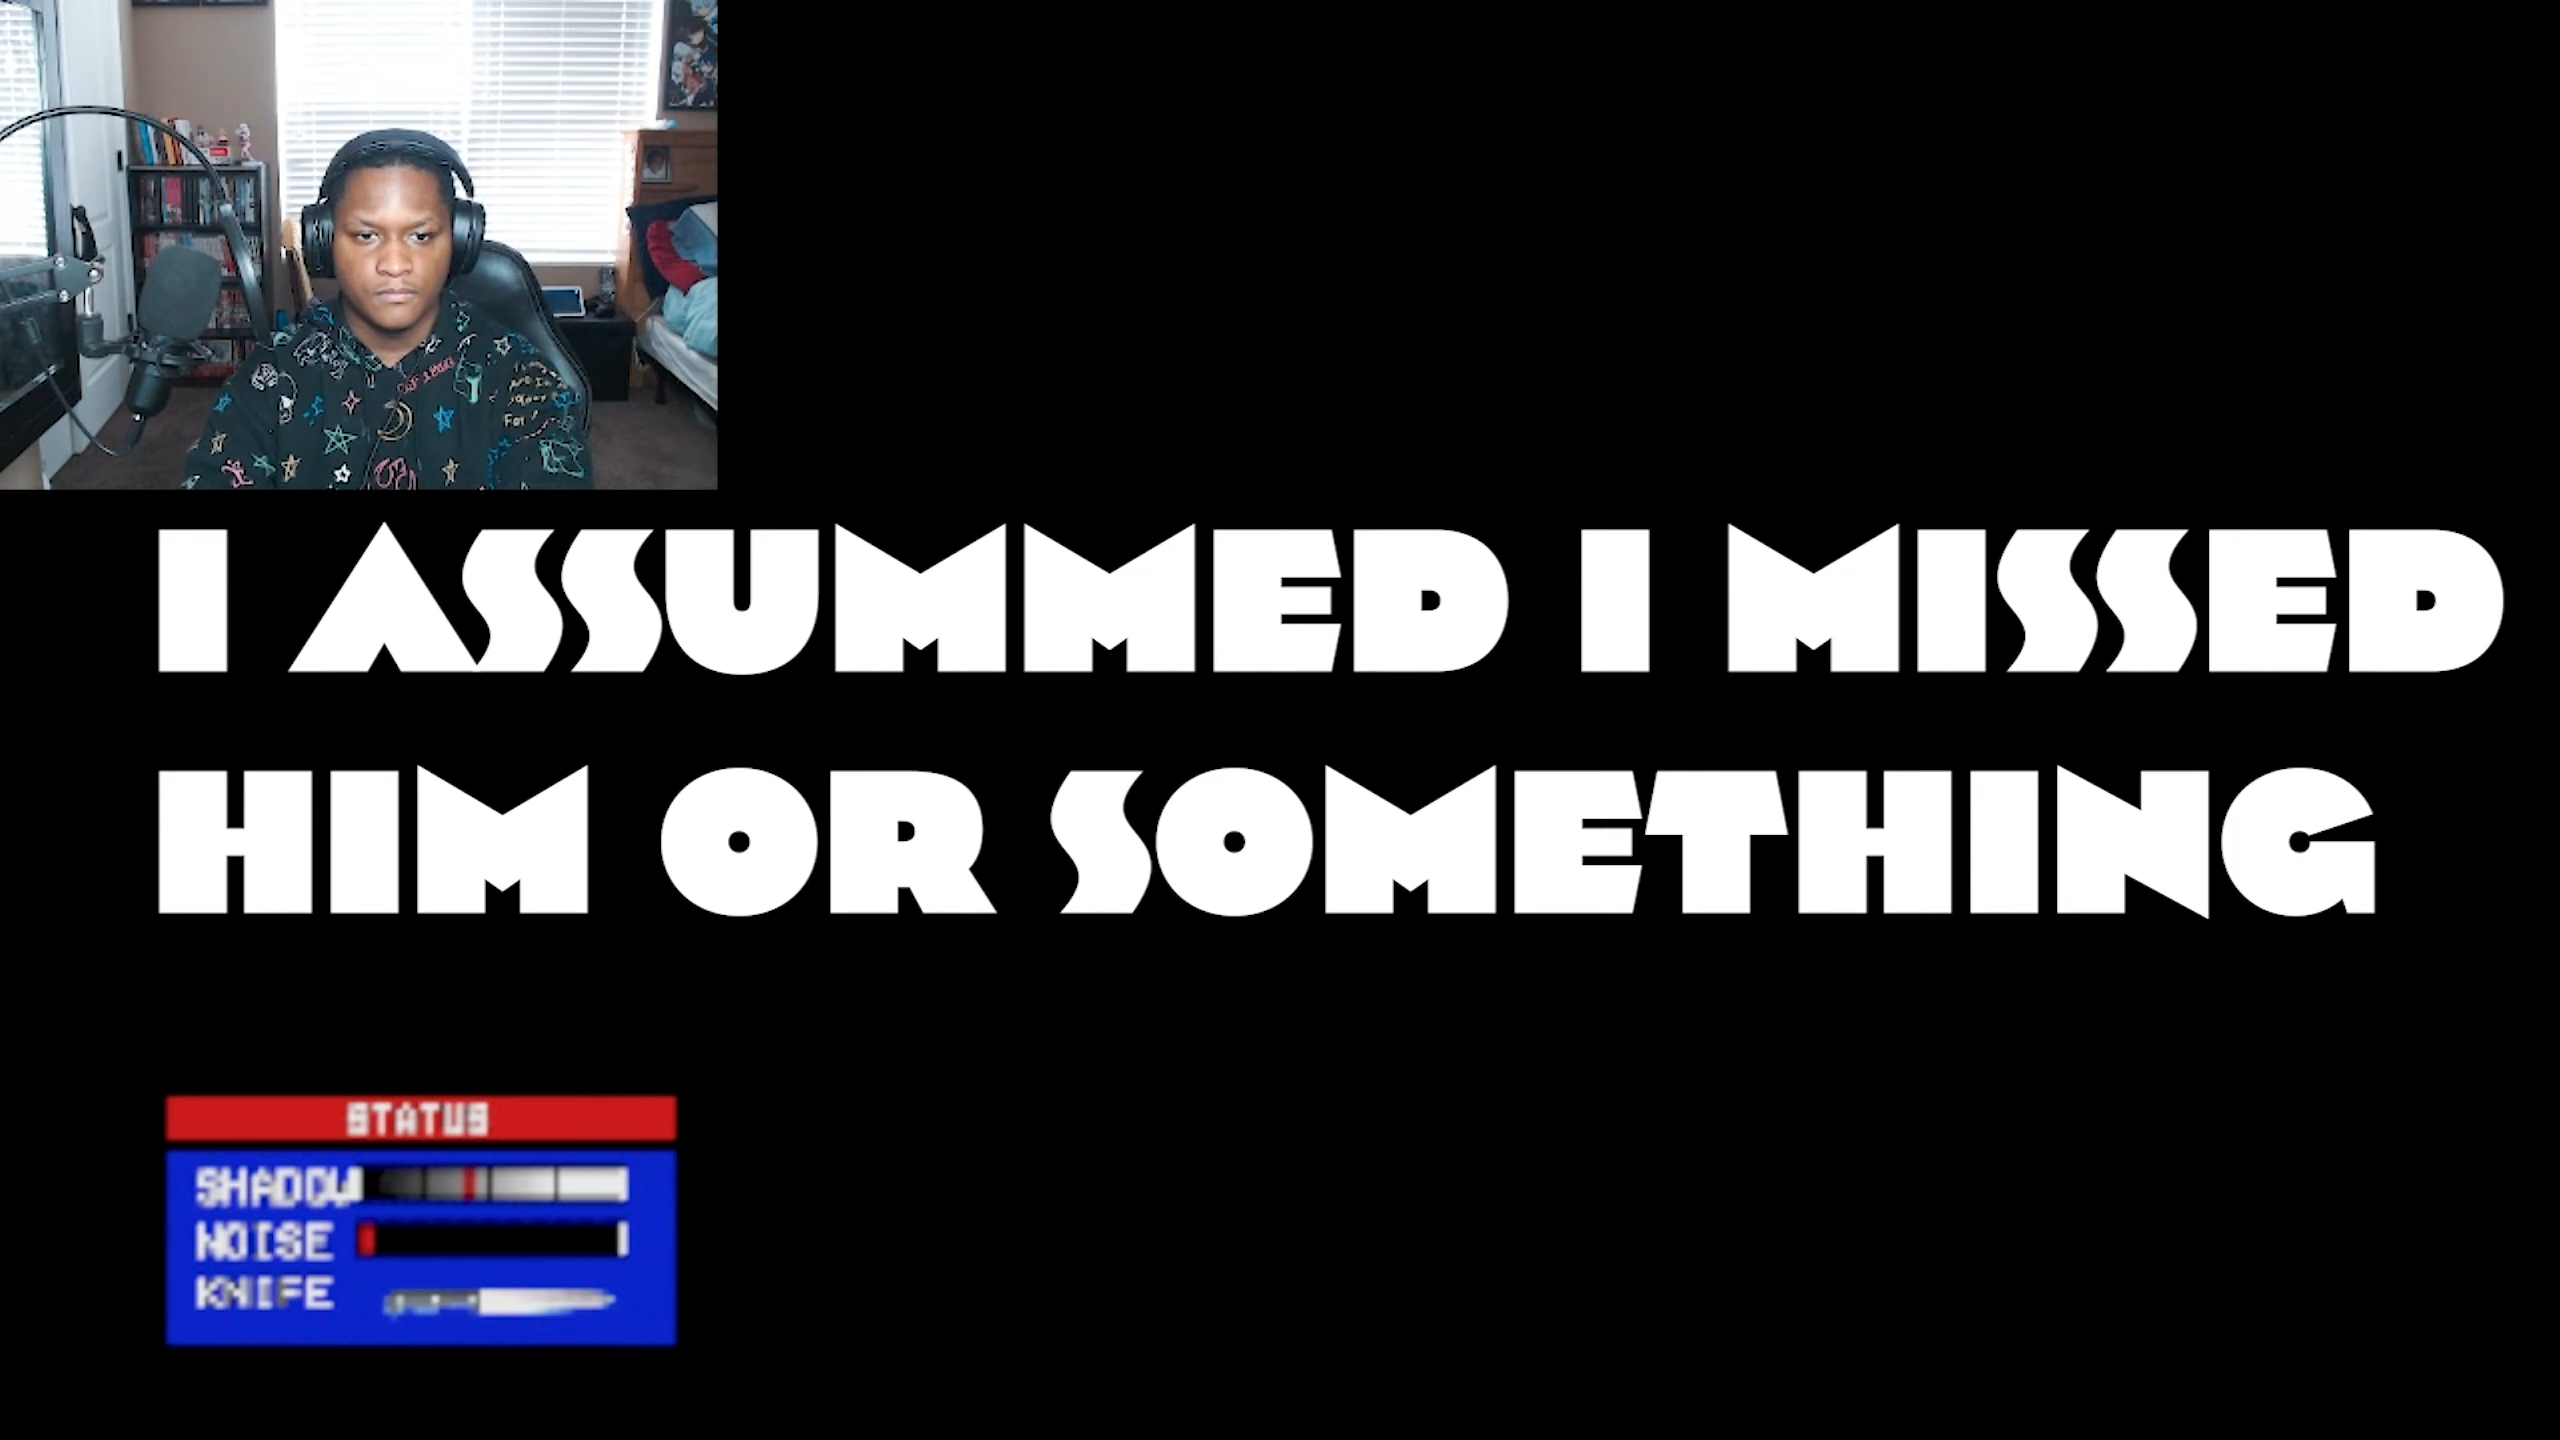 I ASSUMMED I MISSED
HIM OR SOMETHING
STATUS
SHADOW
NOISE
KNIFE